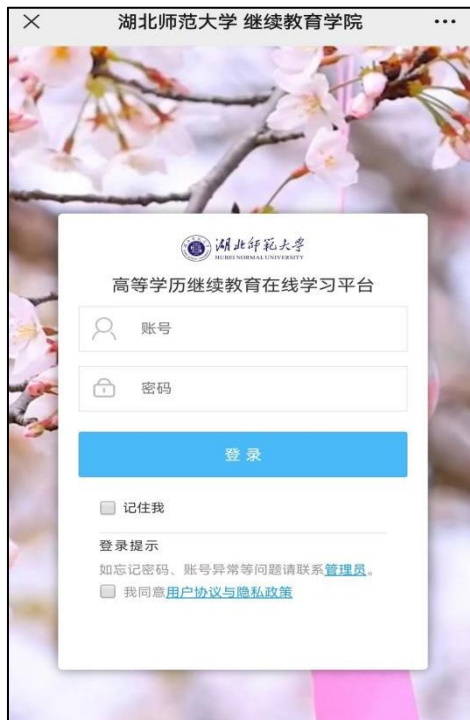 湖北师范大学 继续教育学院
湖北师范大学
HUBEI NORMAL UNIVERSITY
高等学历继续教育在线学习平台
账号
密码
登录
记住我
登录提示
如忘记密码、账号异常等问题请联系管理员。
我同意用户协议与隐私政策